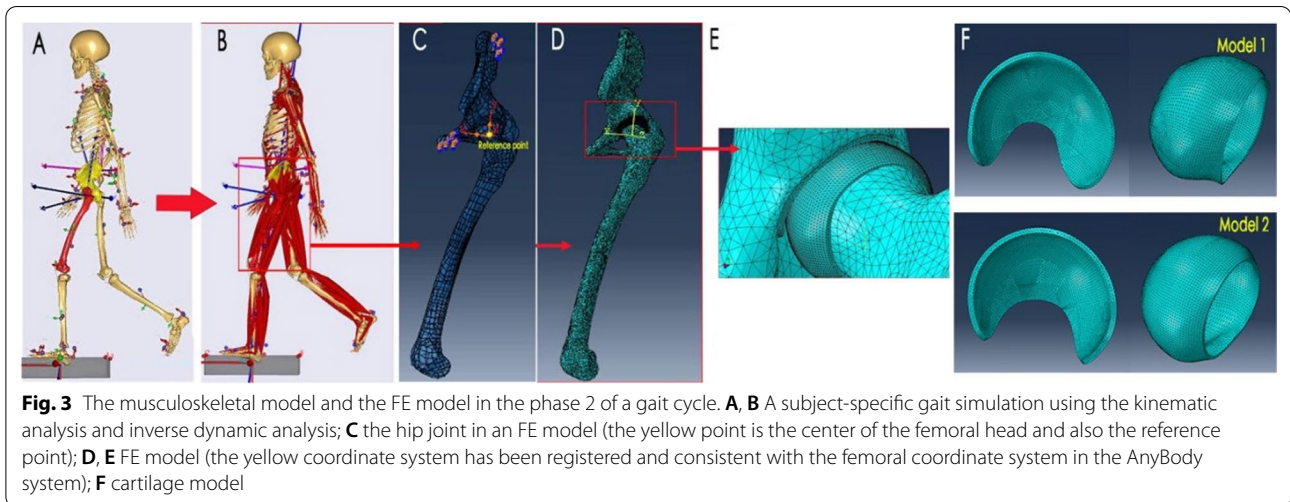 A
B
C
D
E
F
Model 1
Reference point
Model 2
Fig. 3 The musculoskeletal model and the FE model in the phase 2 of a gait cycle. A, B A subject-specific gait simulation using the kinematic
analysis and inverse dynamic analysis; C the hip joint in an FE model (the yellow point is the center of the femoral head and also the reference
point); D, E FE model (the yellow coordinate system has been registered and consistent with the femoral coordinate system in the AnyBody
system); F cartilage model